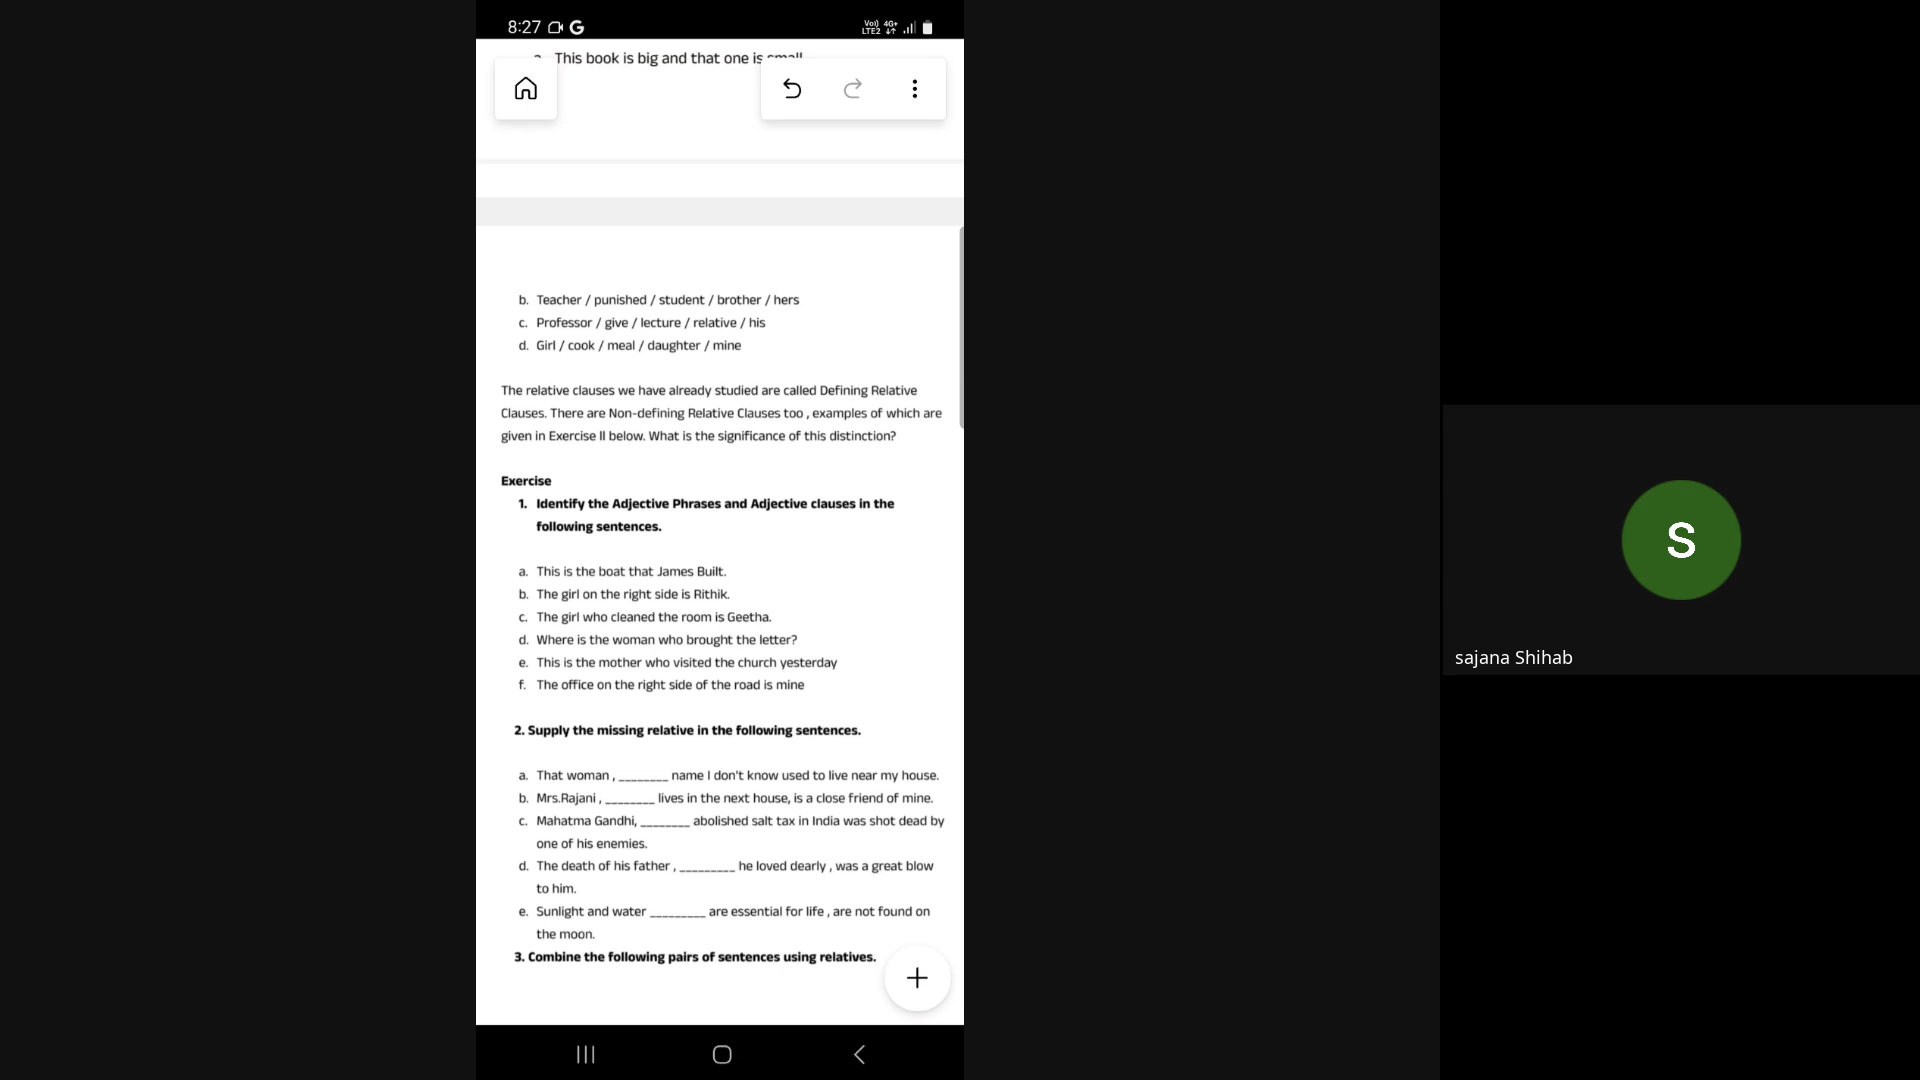 8:27
Vo)) 4G+
LTE2
This book is big and that one is small
b. Teacher / punished / student / brother / hers
c. Professor / give / lecture / relative / his
d. Girl / cook / meal / daughter / mine
The relative clauses we have already studied are called Defining Relative
Clauses. There are Non-defining Relative Clauses too , examples of which are
given in Exercise II below. What is the significance of this distinction?
Exercise
1. Identify the Adjective Phrases and Adjective clauses in the
following sentences.
a. This is the boat that James Built.
b. The girl on the right side is Rithik.
c. The girl who cleaned the room is Geetha.
d. Where is the woman who brought the letter?
e. This is the mother who visited the church yesterday
f. The office on the right side of the road is mine
2. Supply the missing relative in the following sentences.
a. That woman , ________ name I don't know used to live near my house.
b. Mrs.Rajani , ________ lives in the next house, is a close friend of mine.
c. Mahatma Gandhi, ________ abolished salt tax in India was shot dead by
one of his enemies.
d. The death of his father , _________ he loved dearly , was a great blow
to him.
e. Sunlight and water _________ are essential for life , are not found on
the moon.
3. Combine the following pairs of sentences using relatives.
S
sajana Shihab